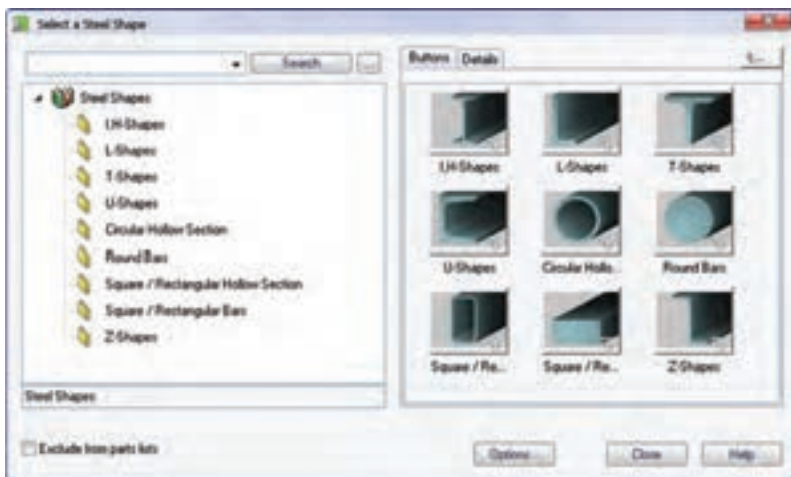 Select a Steel Shape
Search
...
Buttons
Details
Steel Shapes
I,H-Shapes
L-Shapes
T-Shapes
U-Shapes
Circular Hollow Section
Round Bars
Square / Rectangular Hollow Section
Square / Rectangular Bars
Z-Shapes
I,H-Shapes
L-Shapes
T-Shapes
U-Shapes
Circular Hollo...
Round Bars
Square / Re...
Square / Re...
Z-Shapes
Steel Shapes
Exclude from parts lists
Options
Close
Help